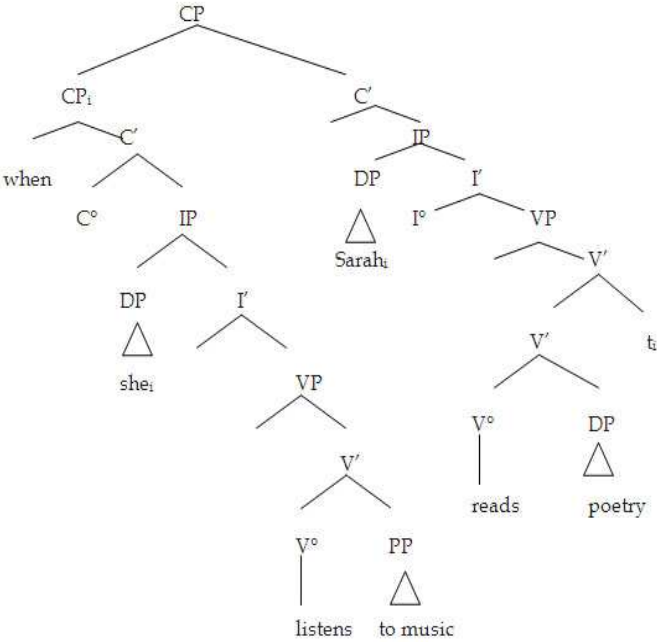 CP
CPᵢ C′
C′ IP
when DP I′
C° IP I° VP
Sarahᵢ V′
DP I′
V′ tᵢ
sheᵢ VP
V° DP
V′
reads poetry
V° PP
listens to music